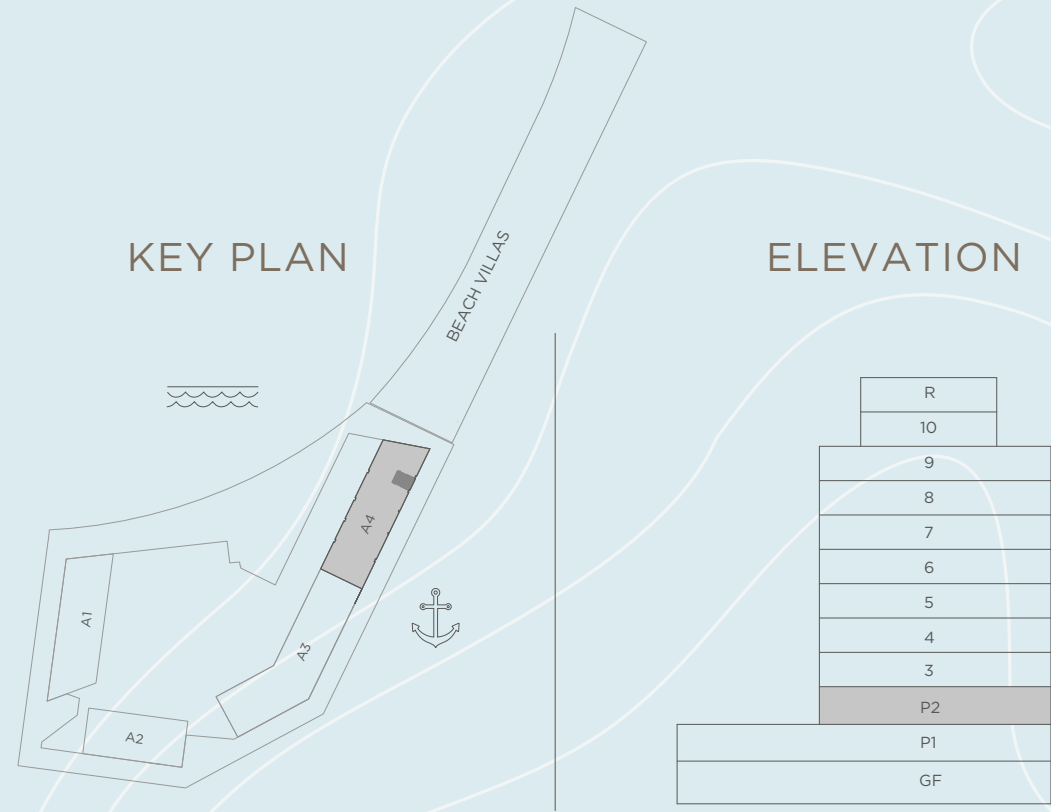 KEY PLAN
ELEVATION
BEACH VILLAS
A4
A1
A3
A2
R
10
9
8
7
6
5
4
3
P2
P1
GF